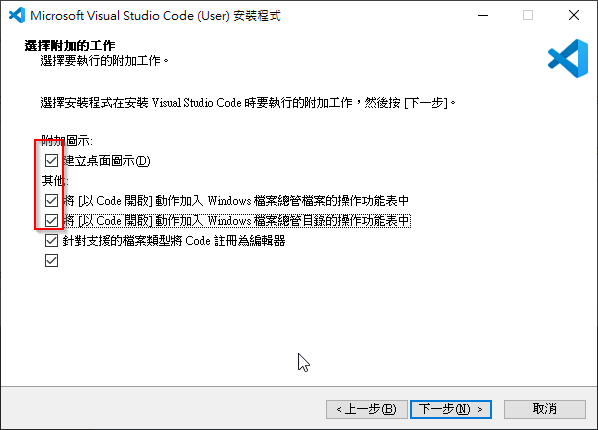 Microsoft Visual Studio Code (User) 安裝程式
選擇附加的工作
選擇要執行的附加工作。
選擇安裝程式在安裝 Visual Studio Code 時要執行的附加工作，然後按 [下一步]。
附加圖示:
建立桌面圖示(D)
其他:
將 [以 Code 開啟] 動作加入 Windows 檔案總管檔案的操作功能表中
將 [以 Code 開啟] 動作加入 Windows 檔案總管目錄的操作功能表中
針對支援的檔案類型將 Code 註冊為編輯器
< 上一步(B) 下一步(N) > 取消